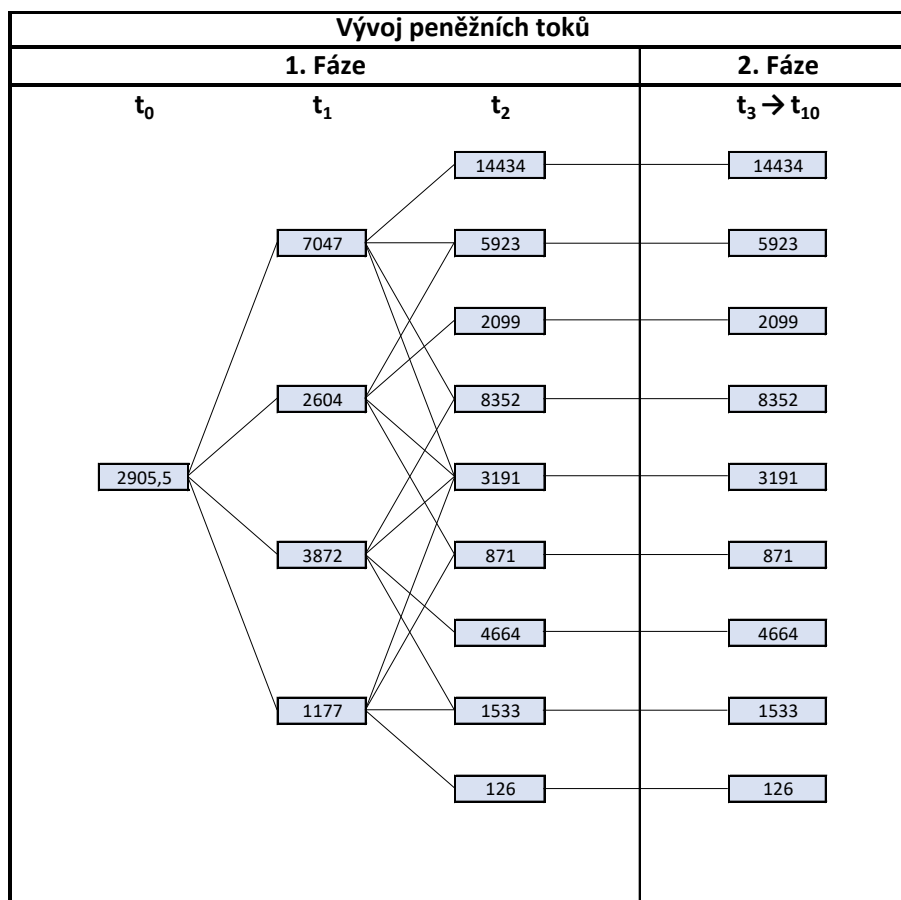 Vývoj peněžních toků
1. Fáze 2. Fáze
t0 t1 t2 t3 → t10
14434 14434
7047 5923 5923
2099 2099
2604 8352 8352
2905,5 3191 3191
3872 871 871
4664 4664
1177 1533 1533
126 126